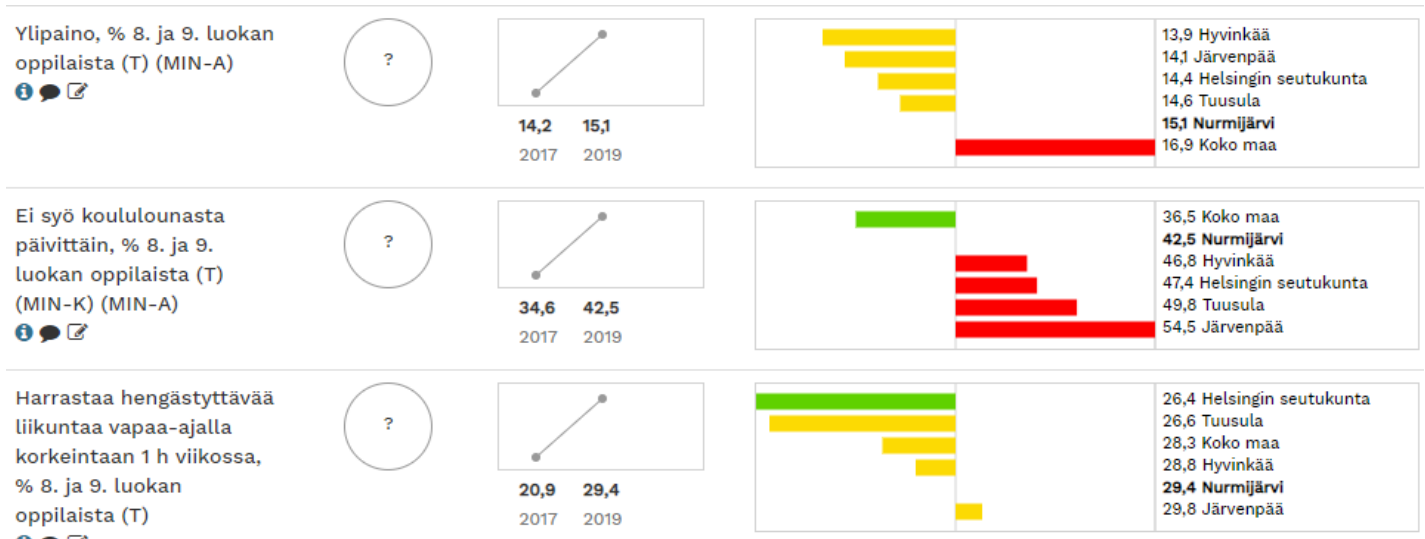 Ylipaino, % 8. ja 9. luokan
oppilaista (T) (MIN-A)
?
14,2 15,1
2017 2019
13,9 Hyvinkää
14,1 Järvenpää
14,4 Helsingin seutukunta
14,6 Tuusula
15,1 Nurmijärvi
16,9 Koko maa
Ei syö koululounasta
päivittäin, % 8. ja 9.
luokan oppilaista (T)
(MIN-K) (MIN-A)
?
34,6 42,5
2017 2019
36,5 Koko maa
42,5 Nurmijärvi
46,8 Hyvinkää
47,4 Helsingin seutukunta
49,8 Tuusula
54,5 Järvenpää
Harrastaa hengästyttävää
liikuntaa vapaa-ajalla
korkeintaan 1 h viikossa,
% 8. ja 9. luokan
oppilaista (T)
?
20,9 29,4
2017 2019
26,4 Helsingin seutukunta
26,6 Tuusula
28,3 Koko maa
28,8 Hyvinkää
29,4 Nurmijärvi
29,8 Järvenpää